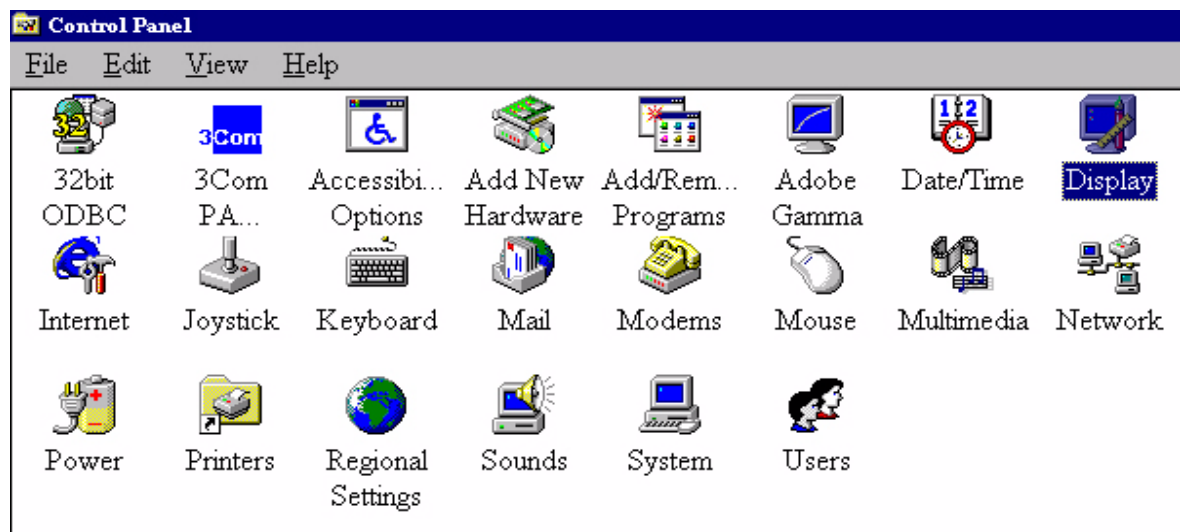 Control Panel
File Edit View Help
32 3Com 12
32bit 3Com Accessibi... Add New Add/Rem... Adobe Date/Time Display
ODBC PA... Options Hardware Programs Gamma
Internet Joystick Keyboard Mail Modems Mouse Multimedia Network
Power Printers Regional Sounds System Users
Settings